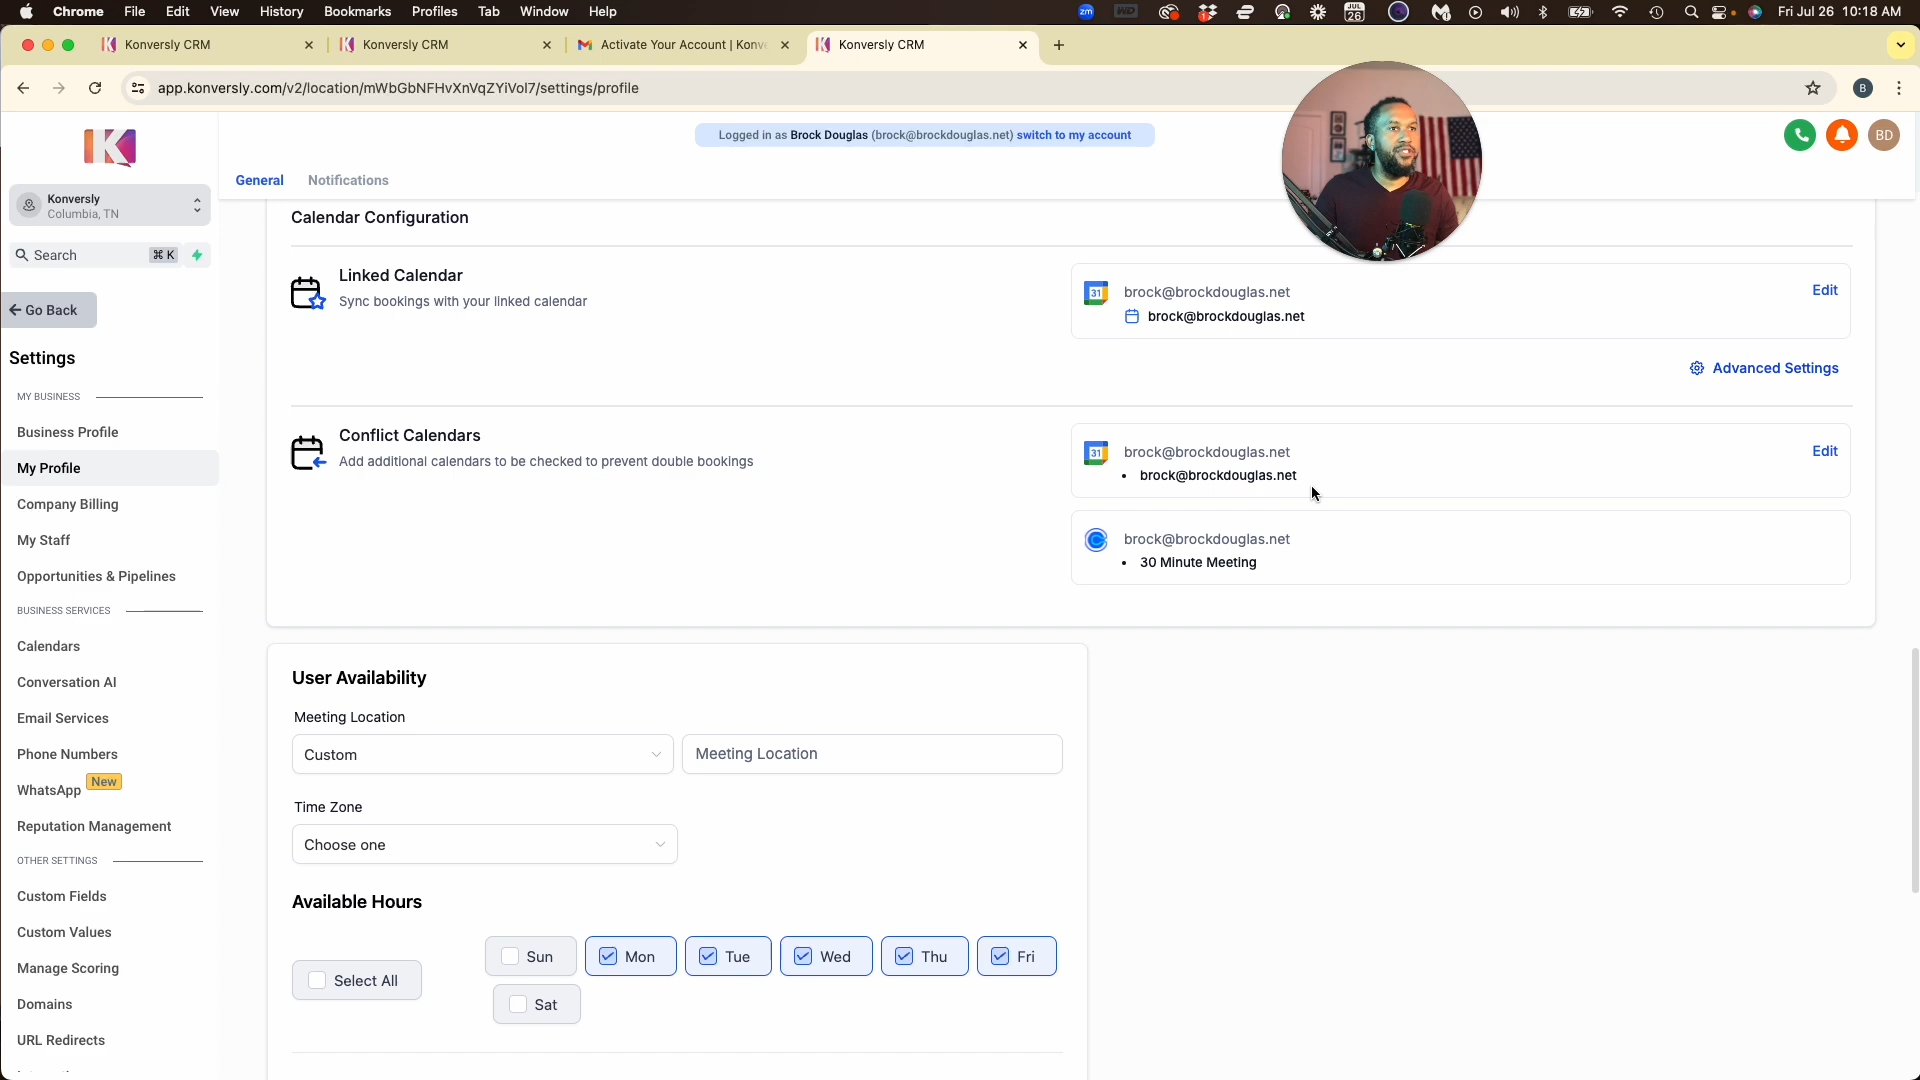 Chrome File Edit View History Bookmarks Profiles Tab Window Help
zm JUL 26 Fri Jul 26 10:18 AM
Konversly CRM Konversly CRM Activate Your Account | Konve Konversly CRM
app.konversly.com/v2/location/mWbGbNFHvXnVqZYiVol7/settings/profile
B
K
Logged in as Brock Douglas (brock@brockdouglas.net) switch to my account
BD
Konversly
Columbia, TN
General Notifications
Search ⌘ K
Go Back
Settings
MY BUSINESS
Business Profile
My Profile
Company Billing
My Staff
Opportunities & Pipelines
BUSINESS SERVICES
Calendars
Conversation AI
Email Services
Phone Numbers
WhatsApp New
Reputation Management
OTHER SETTINGS
Custom Fields
Custom Values
Manage Scoring
Domains
URL Redirects
Calendar Configuration
Linked Calendar
Sync bookings with your linked calendar
31 brock@brockdouglas.net
brock@brockdouglas.net
Edit
Advanced Settings
Conflict Calendars
Add additional calendars to be checked to prevent double bookings
31 brock@brockdouglas.net
• brock@brockdouglas.net
Edit
brock@brockdouglas.net
• 30 Minute Meeting
User Availability
Meeting Location
Custom
Meeting Location
Time Zone
Choose one
Available Hours
Select All
Sun Mon Tue Wed Thu Fri
Sat